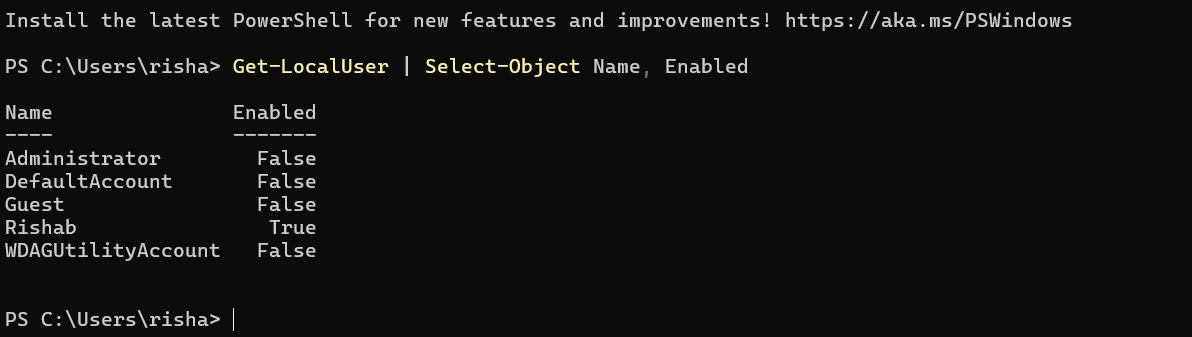 Install the latest PowerShell for new features and improvements! https://aka.ms/PSWindows
PS C:\Users\risha> Get-LocalUser | Select-Object Name, Enabled
Name               Enabled
----               -------
Administrator        False
DefaultAccount       False
Guest                False
Rishab                True
WDAGUtilityAccount   False
PS C:\Users\risha>